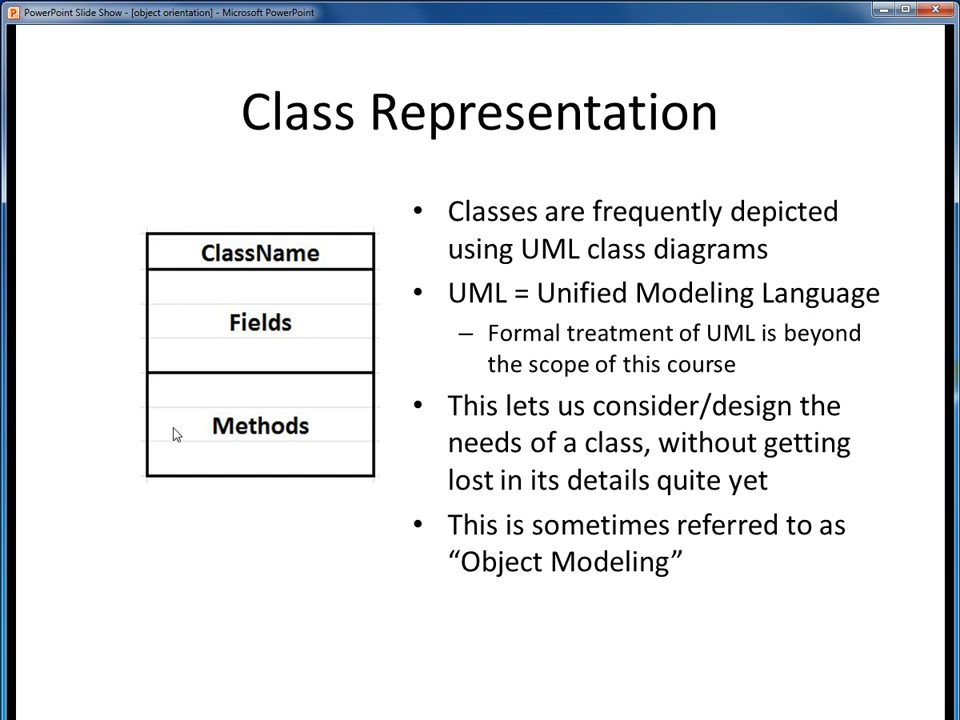 PowerPoint Slide Show - [object orientation] - Microsoft PowerPoint
Class Representation
ClassName
Fields
Methods
• Classes are frequently depicted
using UML class diagrams
• UML = Unified Modeling Language
– Formal treatment of UML is beyond
the scope of this course
• This lets us consider/design the
needs of a class, without getting
lost in its details quite yet
• This is sometimes referred to as
“Object Modeling”